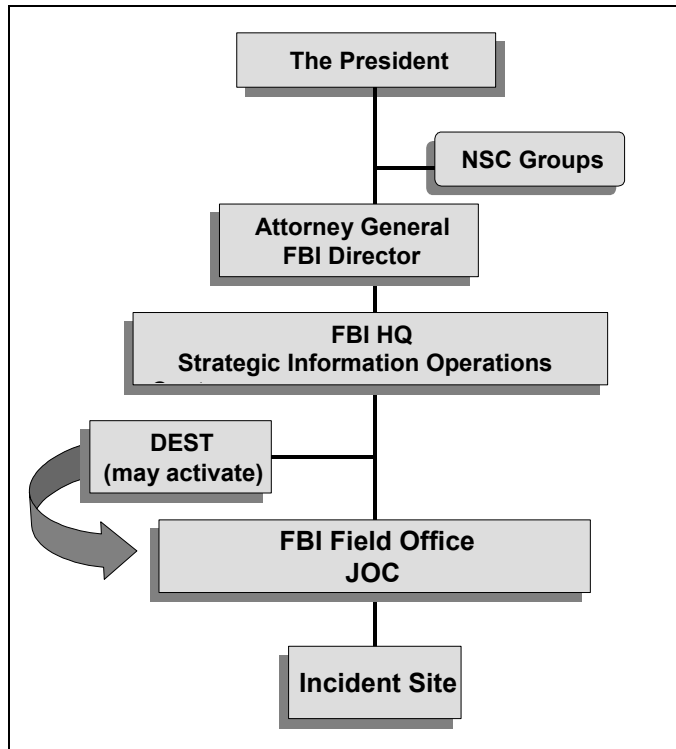 The President
NSC Groups
Attorney General
FBI Director
FBI HQ
Strategic Information Operations
DEST
(may activate)
FBI Field Office
JOC
Incident Site